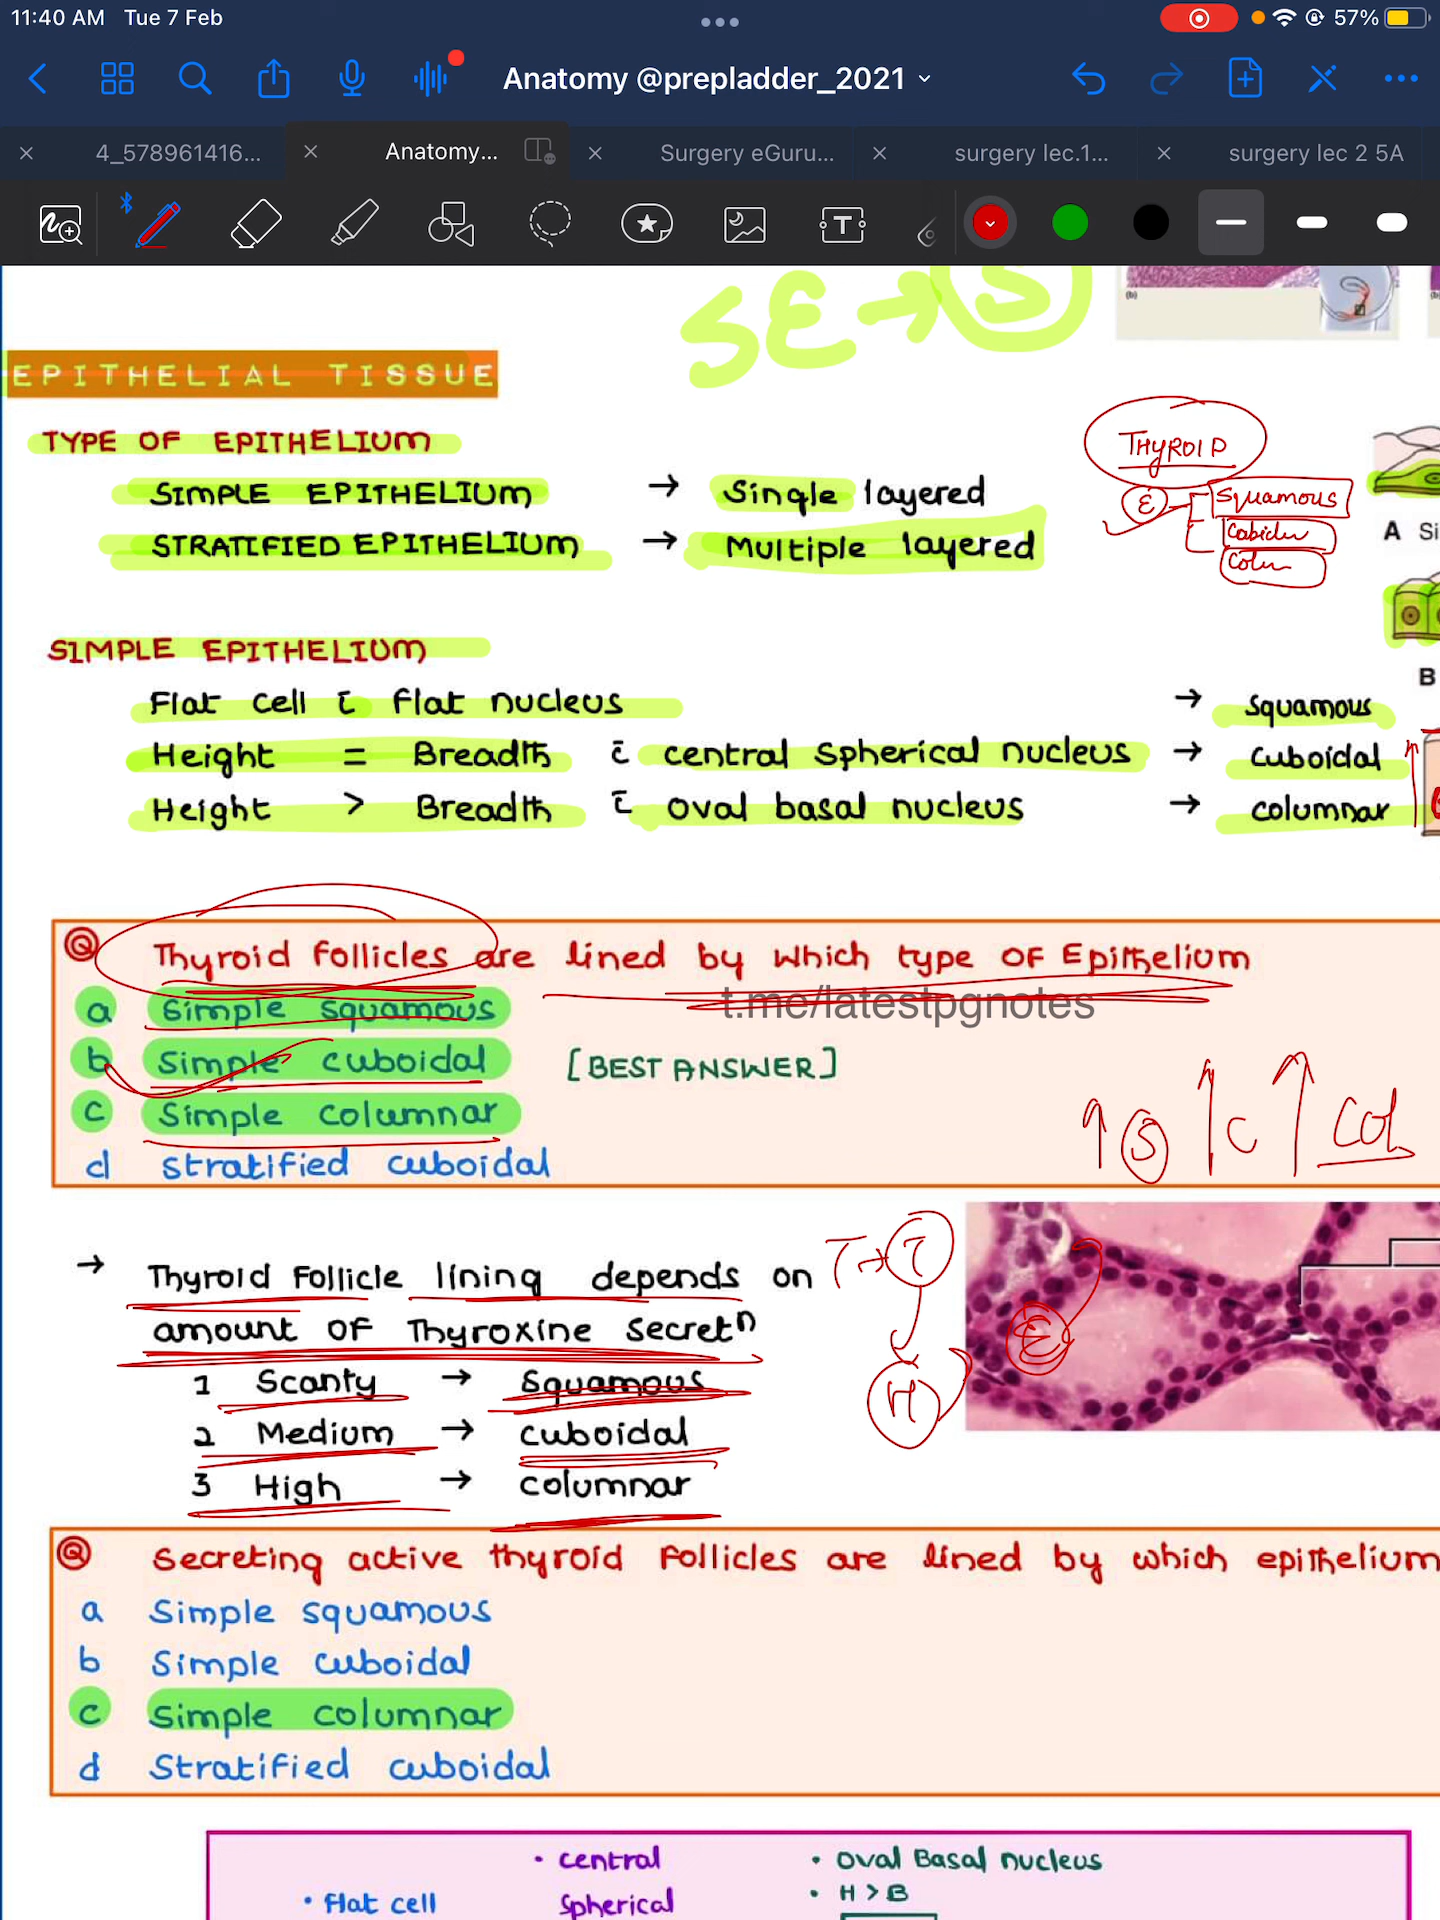 11:40 AM Tue 7 Feb
57%
Anatomy @prepladder_2021
4_578961416...
Anatomy...
Surgery eGuru...
surgery lec.1...
surgery lec 2 5A
T
SE → S
(b)
EPITHELIAL TISSUE
TYPE OF EPITHELIUM
SIMPLE EPITHELIUM → Single layered
STRATIFIED EPITHELIUM → Multiple layered
THYROID
E
Squamous
A Si
B
SIMPLE EPITHELIUM
Flat cell c̄ flat nucleus → squamous
Height = Breadth c̄ central spherical nucleus → cuboidal
Height > Breadth c̄ oval basal nucleus → columnar
Q Thyroid follicles are lined by which type of Epithelium
a Simple squamous
t.me/latestpgnotes
b Simple cuboidal [BEST ANSWER]
c Simple columnar
d stratified cuboidal
↑ S ↑ C ↑ Col
→ Thyroid Follicle lining depends on
amount of Thyroxine secretⁿ
1 Scanty → squamous
2 Medium → cuboidal
3 High → columnar
T → T
H
E
Q Secreting active thyroid follicles are lined by which epithelium
a Simple squamous
b Simple cuboidal
c Simple columnar
d Stratified cuboidal
• central • oval Basal nucleus
• Flat cell spherical • H > B